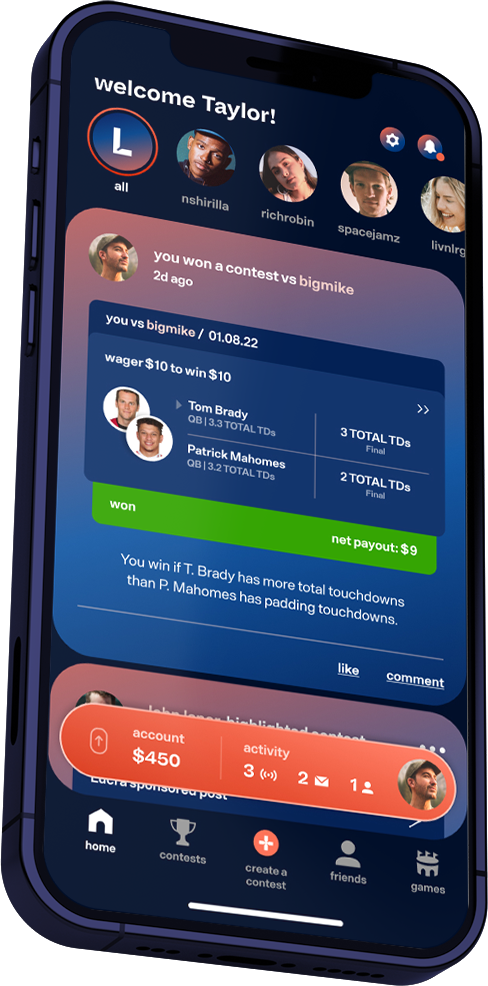 welcome Taylor!
L
all
nshirilla
richrobin
spacejamz
livnlrg
you won a contest vs bigmike
2d ago
you vs bigmike / 01.08.22
wager $10 to win $10
Tom Brady
QB | 3.3 TOTAL TDs
3 TOTAL TDs
Final
Patrick Mahomes
QB | 3.2 TOTAL TDs
2 TOTAL TDs
Final
won
net payout: $9
You win if T. Brady has more total touchdowns
than P. Mahomes has padding touchdowns.
like
comment
highlighted contest
account
$450
activity
3
2
1
sponsored post
home
contests
create a
contest
friends
games